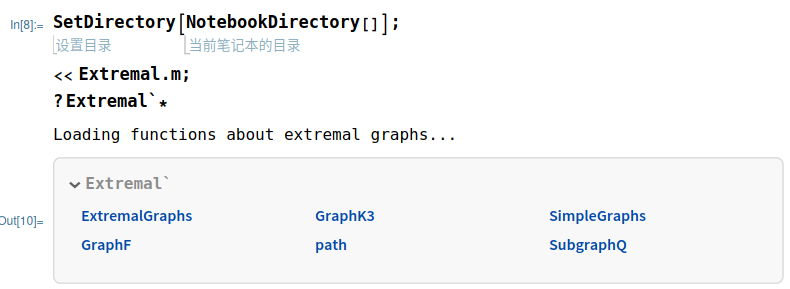 In[8]:= SetDirectory[NotebookDirectory[]];
设置目录 当前笔记本的目录
<< Extremal.m;
?Extremal`*
Loading functions about extremal graphs...
Extremal`
Out[10]=
ExtremalGraphs GraphK3 SimpleGraphs
GraphF path SubgraphQ